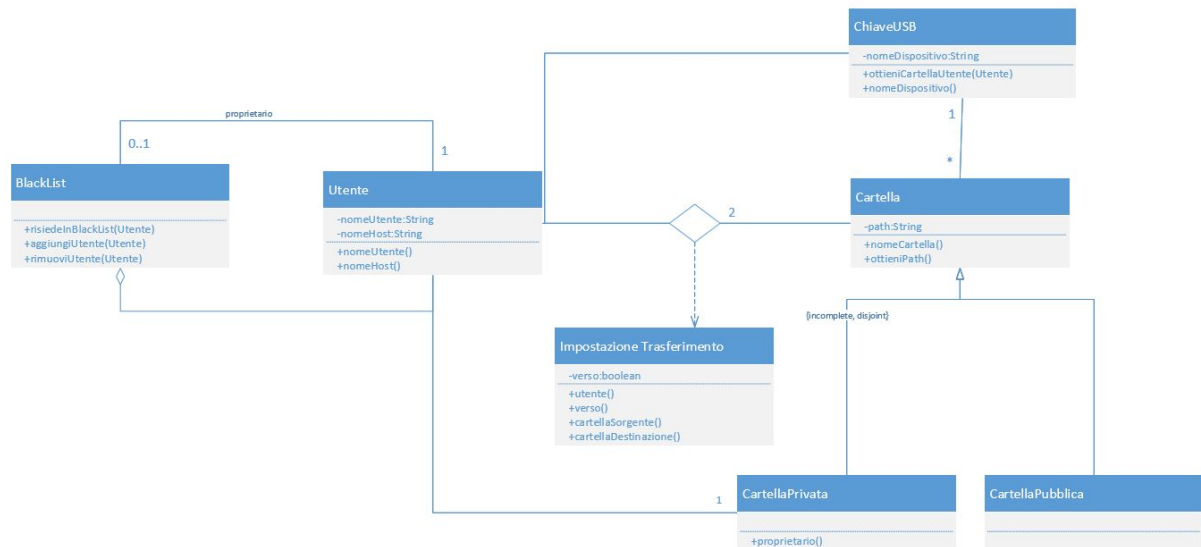 ChiaveUSB
-nomeDispositivo:String
+ottieniCartellaUtente(Utente)
+nomeDispositivo()
proprietario
0..1
1
1
*
BlackList
+risiedeInBlackList(Utente)
+aggiungiUtente(Utente)
+rimuoviUtente(Utente)
Utente
-nomeUtente:String
-nomeHost:String
+nomeUtente()
+nomeHost()
2
Cartella
-path:String
+nomeCartella()
+ottieniPath()
{incomplete, disjoint}
Impostazione Trasferimento
-verso:boolean
+utente()
+verso()
+cartellaSorgente()
+cartellaDestinazione()
1
CartellaPrivata
+proprietario()
CartellaPubblica